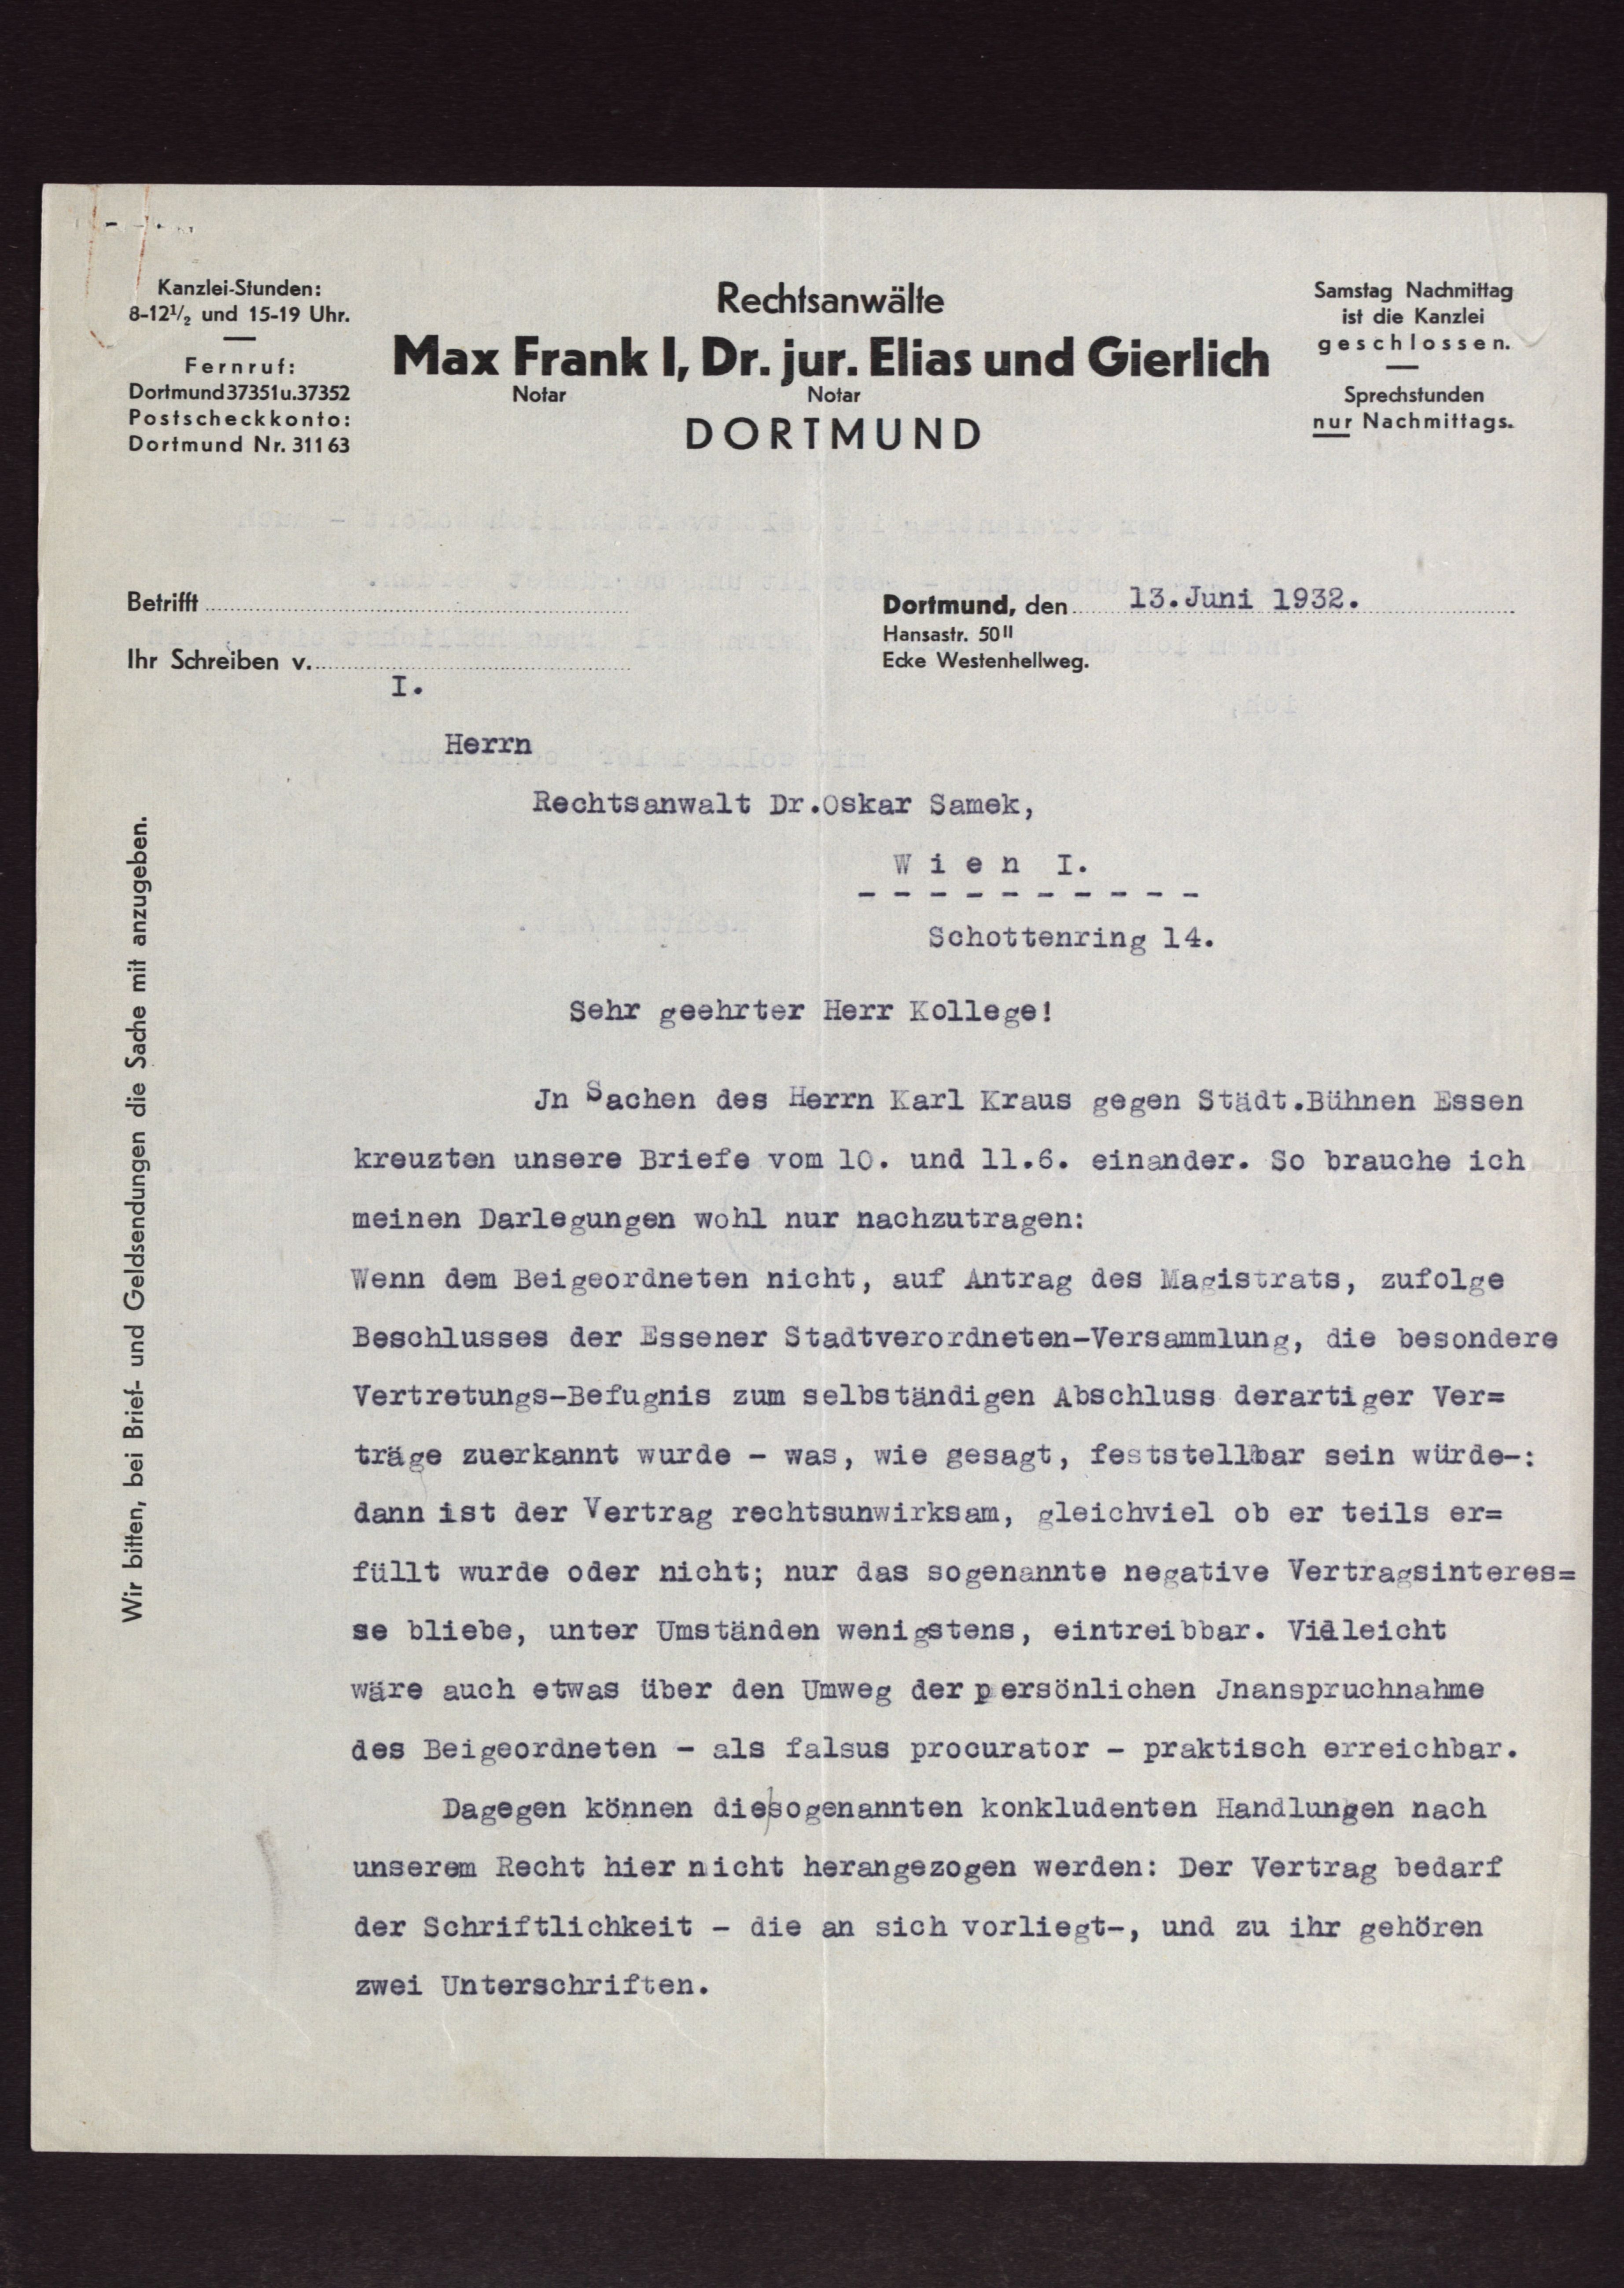 Kanzlei-Stunden:
8-12½ und 15-19 Uhr.
Fernruf:
Dortmund 37351 u. 37352
Postscheckkonto:
Dortmund Nr. 311 63
Rechtsanwälte
Max Frank I, Dr. jur. Elias und Gierlich
Notar Notar
DORTMUND
Samstag Nachmittag
ist die Kanzlei
geschlossen.
Sprechstunden
nur Nachmittags.
Betrifft
Ihr Schreiben v.
Dortmund, den 13.Juni 1932.
Hansastr. 50 II
Ecke Westenhellweg.
I.
Herrn
Rechtsanwalt Dr.Oskar Samek,
Wien I.
- - - - - - - - - -
Schottenring 14.
Sehr geehrter Herr Kollege!
Jn Sachen des Herrn Karl Kraus gegen Städt.Bühnen Essen
kreuzten unsere Briefe vom 10. und 11.6. einander. So brauche ich
meinen Darlegungen wohl nur nachzutragen:
Wenn dem Beigeordneten nicht, auf Antrag des Magistrats, zufolge
Beschlusses der Essener Stadtverordneten-Versammlung, die besondere
Vertretungs-Befugnis zum selbständigen Abschluss derartiger Ver=
träge zuerkannt wurde - was, wie gesagt, feststellbar sein würde-:
dann ist der Vertrag rechtsunwirksam, gleichviel ob er teils er=
füllt wurde oder nicht; nur das sogenannte negative Vertragsinteres=
se bliebe, unter Umständen wenigstens, eintreibbar. Vielleicht
wäre auch etwas über den Umweg der persönlichen Jnanspruchnahme
des Beigeordneten - als falsus procurator - praktisch erreichbar.
Dagegen können die sogenannten konkludenten Handlungen nach
unserem Recht hier nicht herangezogen werden: Der Vertrag bedarf
der Schriftlichkeit - die an sich vorliegt-, und zu ihr gehören
zwei Unterschriften.
Wir bitten, bei Brief- und Geldsendungen die Sache mit anzugeben.